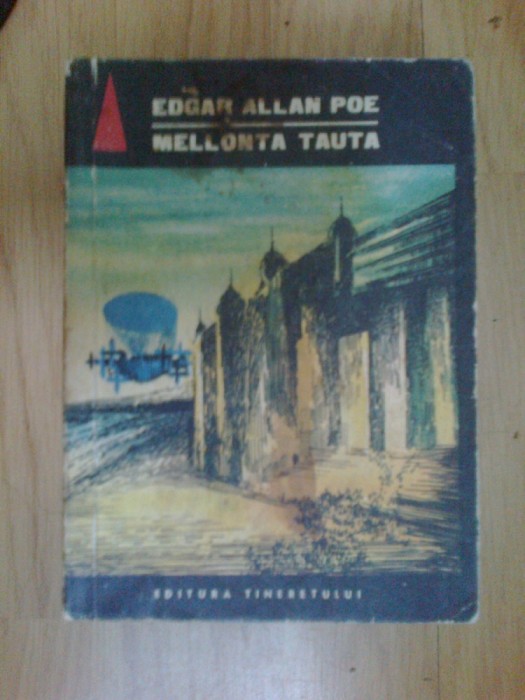 EDGAR ALLAN POE
MELLONTA TAUTA
EDITURA TINERETULUI